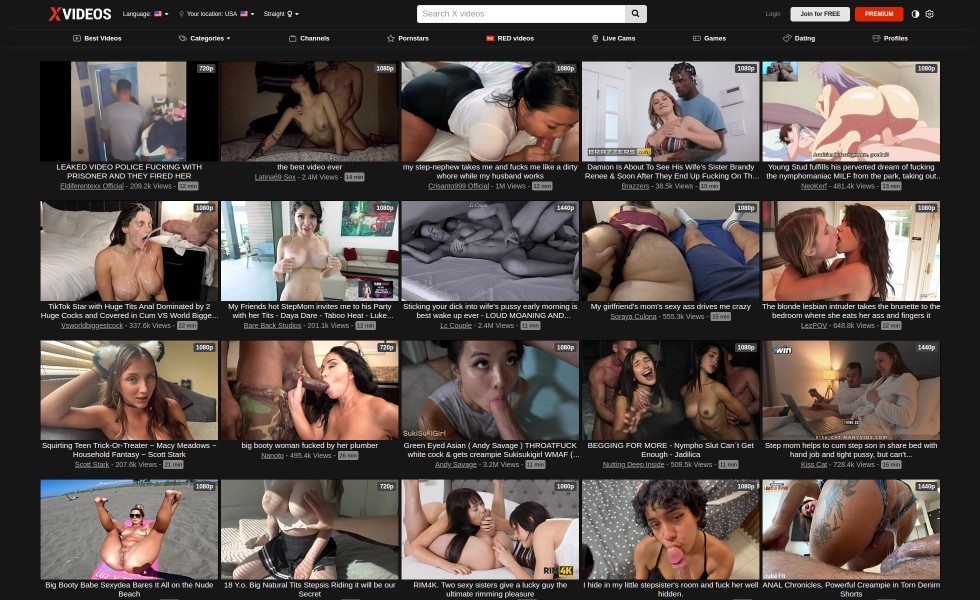 XVIDEOS
Language:
Your location: USA
Straight
Search X videos
Login
Join for FREE
PREMIUM
Best Videos
Categories
Channels
Pornstars
RED videos
Live Cams
Games
Dating
Profiles
720p
1080p
1080p
1080p
1080p
BRAZZERS
LEAKED VIDEO POLICE FUCKING WITH
PRISONER AND THEY FIRED HER
Eldiferentexx Official - 209.2k Views - 12 min
the best video ever
Latina69 Sex - 2.4M Views - 14 min
my step-nephew takes me and fucks me like a dirty
whore while my husband works
Crisanto999 Official - 1M Views - 12 min
Damion Is About To See His Wife's Sister Brandy
Renee & Soon After They End Up Fucking On Th...
Brazzers - 38.5k Views - 10 min
Young Stud fulfills his perverted dream of fucking
the nymphomaniac MILF from the park, taking out..
NeoKerf - 481.4k Views - 13 min
1080p
1080p
1440p
1080p
1080p
Lc Couple
TikTok Star with Huge Tits Anal Dominated by 2
Huge Cocks and Covered in Cum VS World Bigge...
Vsworldbiggestcock - 337.6k Views - 22 min
My Friends hot StepMom invites me to his Party
with her Tits - Daya Dare - Taboo Heat - Luke...
Bare Back Studios - 201.1k Views - 12 min
Sticking your dick into wife's pussy early morning is
best wake up ever - LOUD MOANING AND...
Lc Couple - 2.4M Views - 11 min
My girlfriend's mom's sexy ass drives me crazy
Soraya Culona - 555.3k Views - 15 min
The blonde lesbian intruder takes the brunette to the
bedroom where she eats her ass and fingers it
LezPOV - 648.8k Views - 22 min
1080p
720p
1080p
1080p
1440p
SukiSukiGirl
Squirting Teen Trick-Or-Treater ~ Macy Meadows ~
Household Fantasy ~ Scott Stark
Scott Stark - 207.6k Views - 21 min
big booty woman fucked by her plumber
Nanoto - 495.4k Views - 26 min
Green Eyed Asian ( Andy Savage ) THROATFUCK
white cock & gets creampie Sukisukigirl WMAF (...
Andy Savage - 3.2M Views - 11 min
BEGGING FOR MORE - Nympho Slut Can´t Get
Enough - Jadilica
Nutting Deep Inside - 508.5k Views - 11 min
Step mom helps to cum step son in share bed with
hand job and tight pussy, but can't...
Kiss Cat - 728.4k Views - 16 min
1080p
720p
1080p
1080p
1440p
RIM4K
Julia Fit
Big Booty Babe Sexydea Bares It All on the Nude
Beach
18 Y.o. Big Natural Tits Stepsis Riding it will be our
Secret
RIM4K. Two sexy sisters give a lucky guy the
ultimate rimming pleasure
I hide in my little stepsister's room and fuck her well
hidden.
ANAL Chronicles, Powerful Creampie in Torn Denim
Shorts